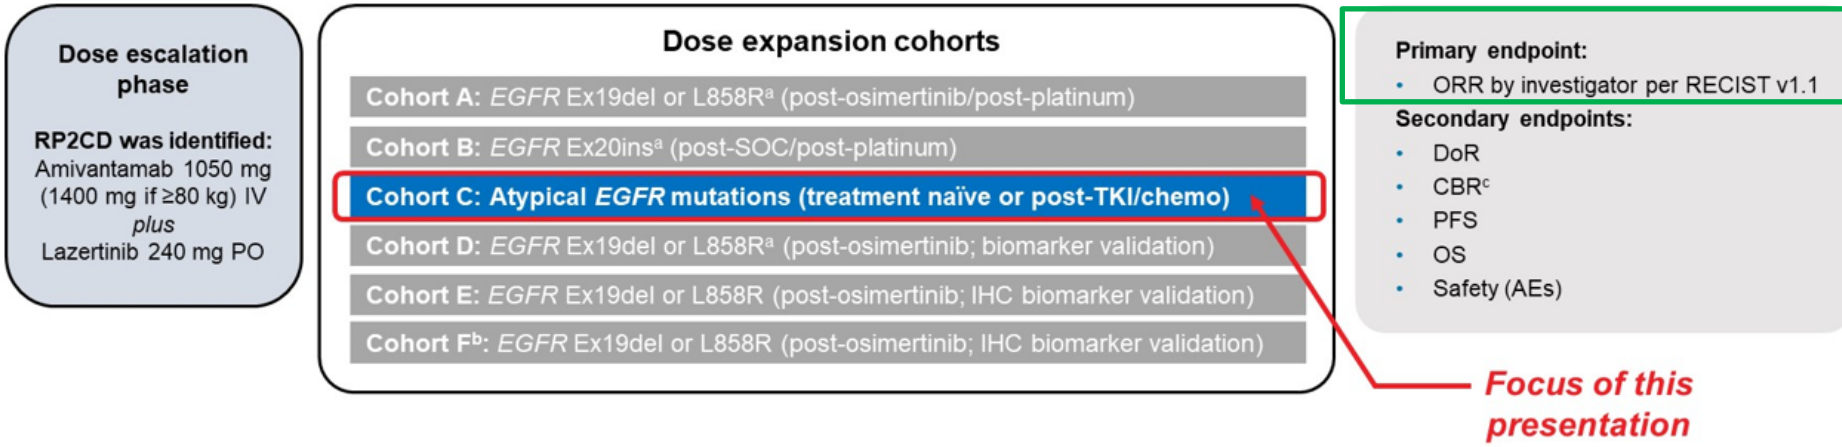 Dose escalation
phase
RP2CD was identified:
Amivantamab 1050 mg
(1400 mg if ≥80 kg) IV
plus
Lazertinib 240 mg PO
Dose expansion cohorts
Cohort A: EGFR Ex19del or L858Rᵃ (post-osimertinib/post-platinum)
Cohort B: EGFR Ex20insᵃ (post-SOC/post-platinum)
Cohort C: Atypical EGFR mutations (treatment naïve or post-TKI/chemo)
Cohort D: EGFR Ex19del or L858Rᵃ (post-osimertinib; biomarker validation)
Cohort E: EGFR Ex19del or L858R (post-osimertinib; IHC biomarker validation)
Cohort Fᵇ: EGFR Ex19del or L858R (post-osimertinib; IHC biomarker validation)
Primary endpoint:
• ORR by investigator per RECIST v1.1
Secondary endpoints:
• DoR
• CBRᶜ
• PFS
• OS
• Safety (AEs)
Focus of this
presentation